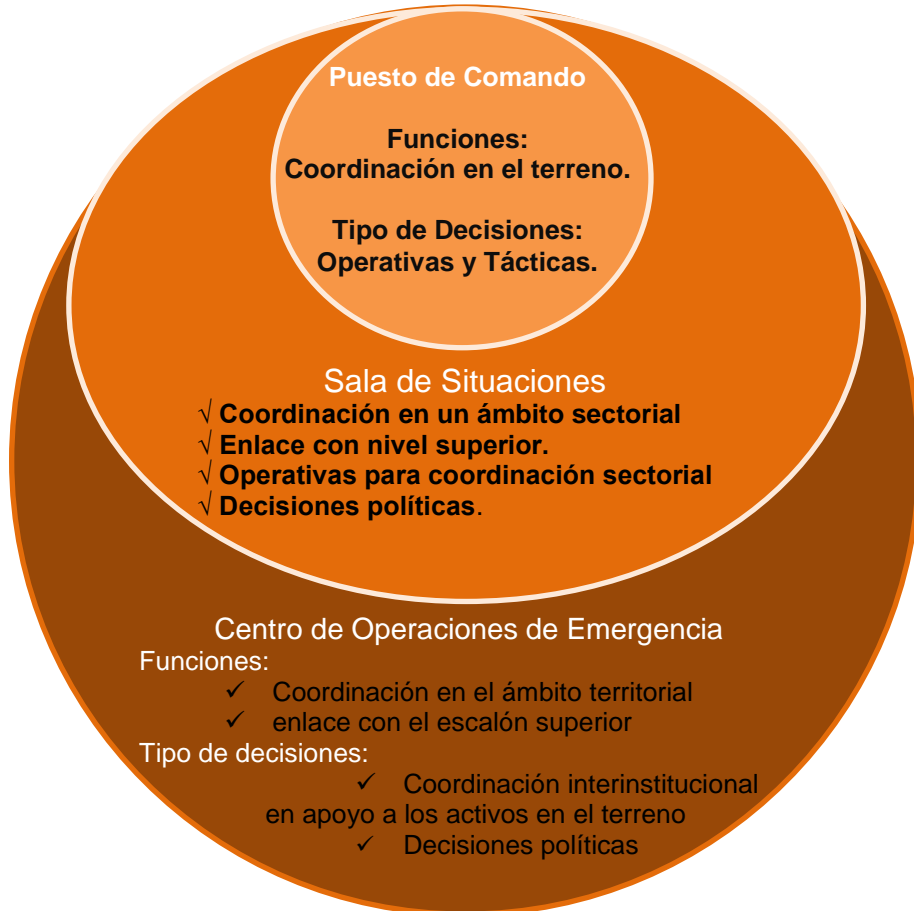 Puesto de Comando
Funciones:
Coordinación en el terreno.
Tipo de Decisiones:
Operativas y Tácticas.
Sala de Situaciones
√ Coordinación en un ámbito sectorial
√ Enlace con nivel superior.
√ Operativas para coordinación sectorial
√ Decisiones políticas.
Centro de Operaciones de Emergencia
Funciones:
✓ Coordinación en el ámbito territorial
✓ enlace con el escalón superior
Tipo de decisiones:
✓ Coordinación interinstitucional
en apoyo a los activos en el terreno
✓ Decisiones políticas